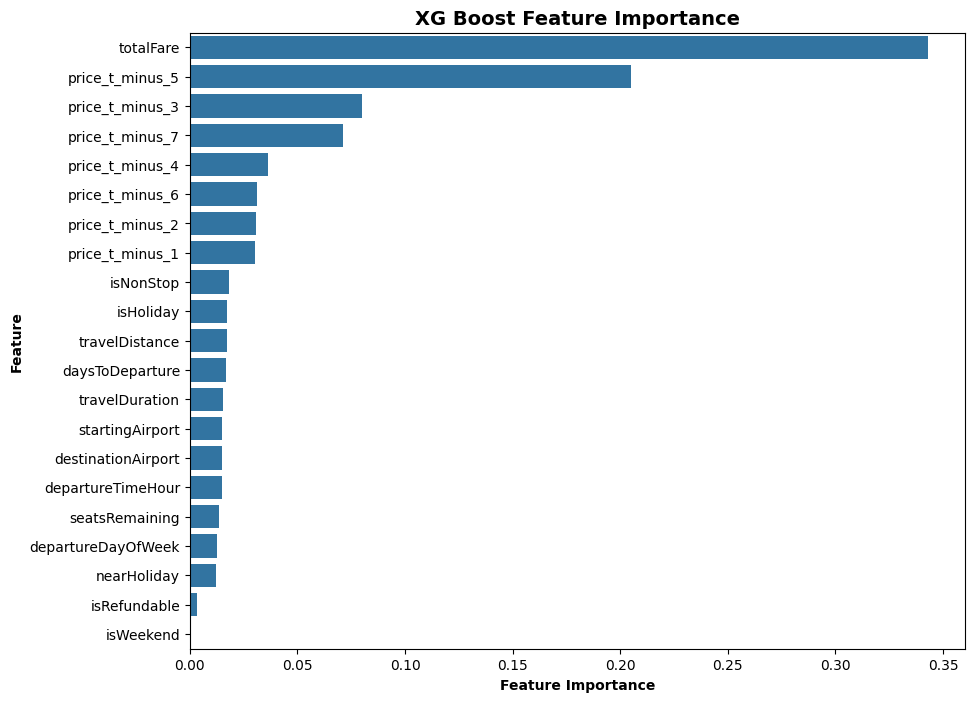 XG Boost Feature Importance
totalFare
price_t_minus_5
price_t_minus_3
price_t_minus_7
price_t_minus_4
price_t_minus_6
price_t_minus_2
price_t_minus_1
isNonStop
isHoliday
travelDistance
daysToDeparture
travelDuration
startingAirport
destinationAirport
departureTimeHour
seatsRemaining
departureDayOfWeek
nearHoliday
isRefundable
isWeekend
Feature
0.00 0.05 0.10 0.15 0.20 0.25 0.30 0.35
Feature Importance